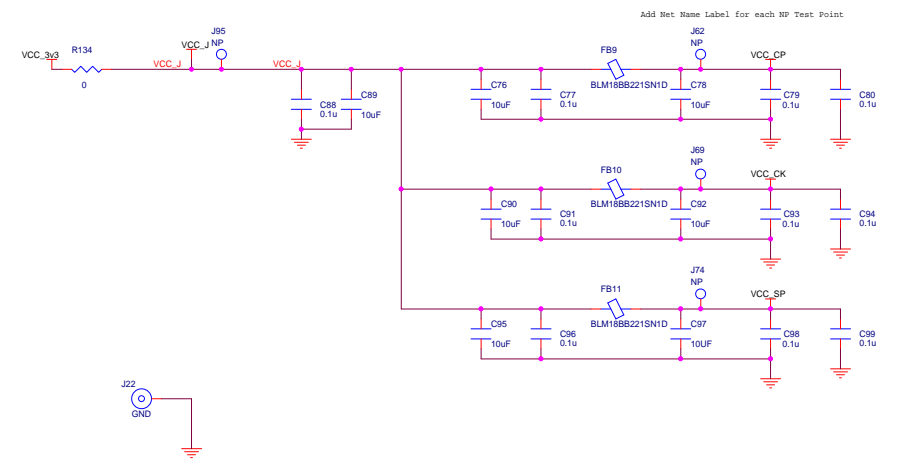 Add Net Name Label for each NP Test Point
J95
NP
VCC_J
VCC_3v3
R134
0
VCC_J
VCC_J
C88
0.1u
C89
10uF
J62
NP
FB9
BLM18BB221SN1D
VCC_CP
C76
10uF
C77
0.1u
C78
10uF
C79
0.1u
C80
0.1u
J69
NP
FB10
BLM18BB221SN1D
VCC_CK
C90
10uF
C91
0.1u
C92
10uF
C93
0.1u
C94
0.1u
J74
NP
FB11
BLM18BB221SN1D
VCC_SP
C95
10uF
C96
0.1u
C97
10UF
C98
0.1u
C99
0.1u
J22
GND